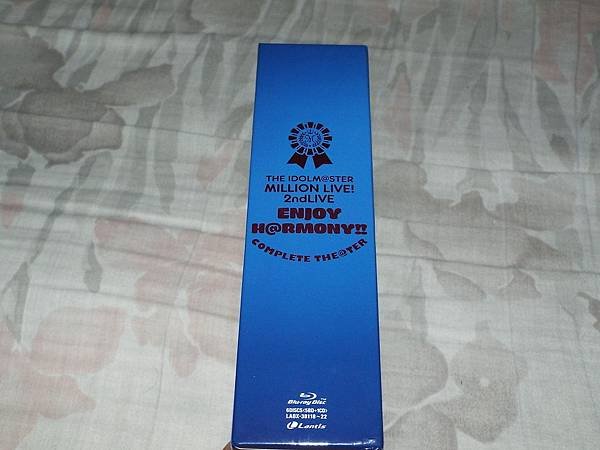 THE IDOLM@STER
MILLION LIVE!
2ndLIVE
ENJOY
H@RMONY!!
COMPLETE THE@TER
Blu-ray Disc
6DISCS<5BD+1CD>
LABX-38118~22
Lantis